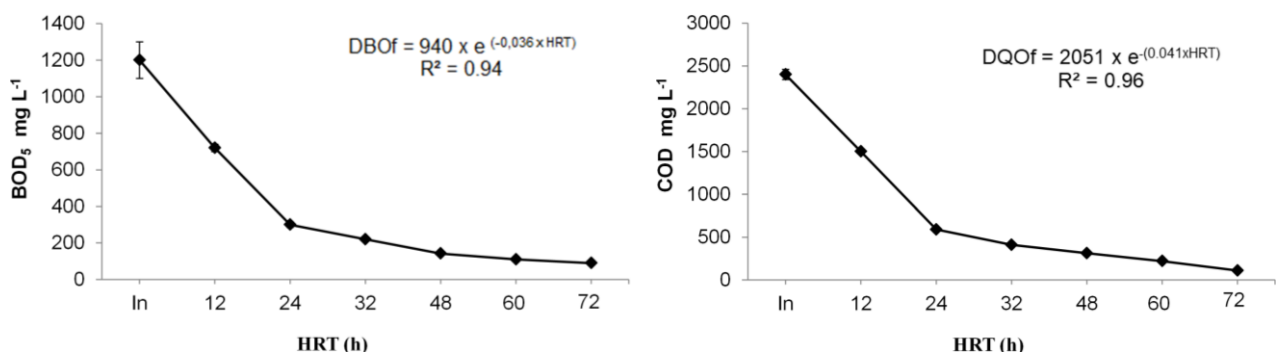 1400
1200
1000
800
600
400
200
0
BOD₅ mg L⁻¹
DBOf = 940 x e (-0,036 x HRT)
R² = 0.94
In 12 24 32 48 60 72
HRT (h)
3000
2500
2000
1500
1000
500
0
COD mg L⁻¹
DQOf = 2051 x e-(0.041xHRT)
R² = 0.96
In 12 24 32 48 60 72
HRT (h)